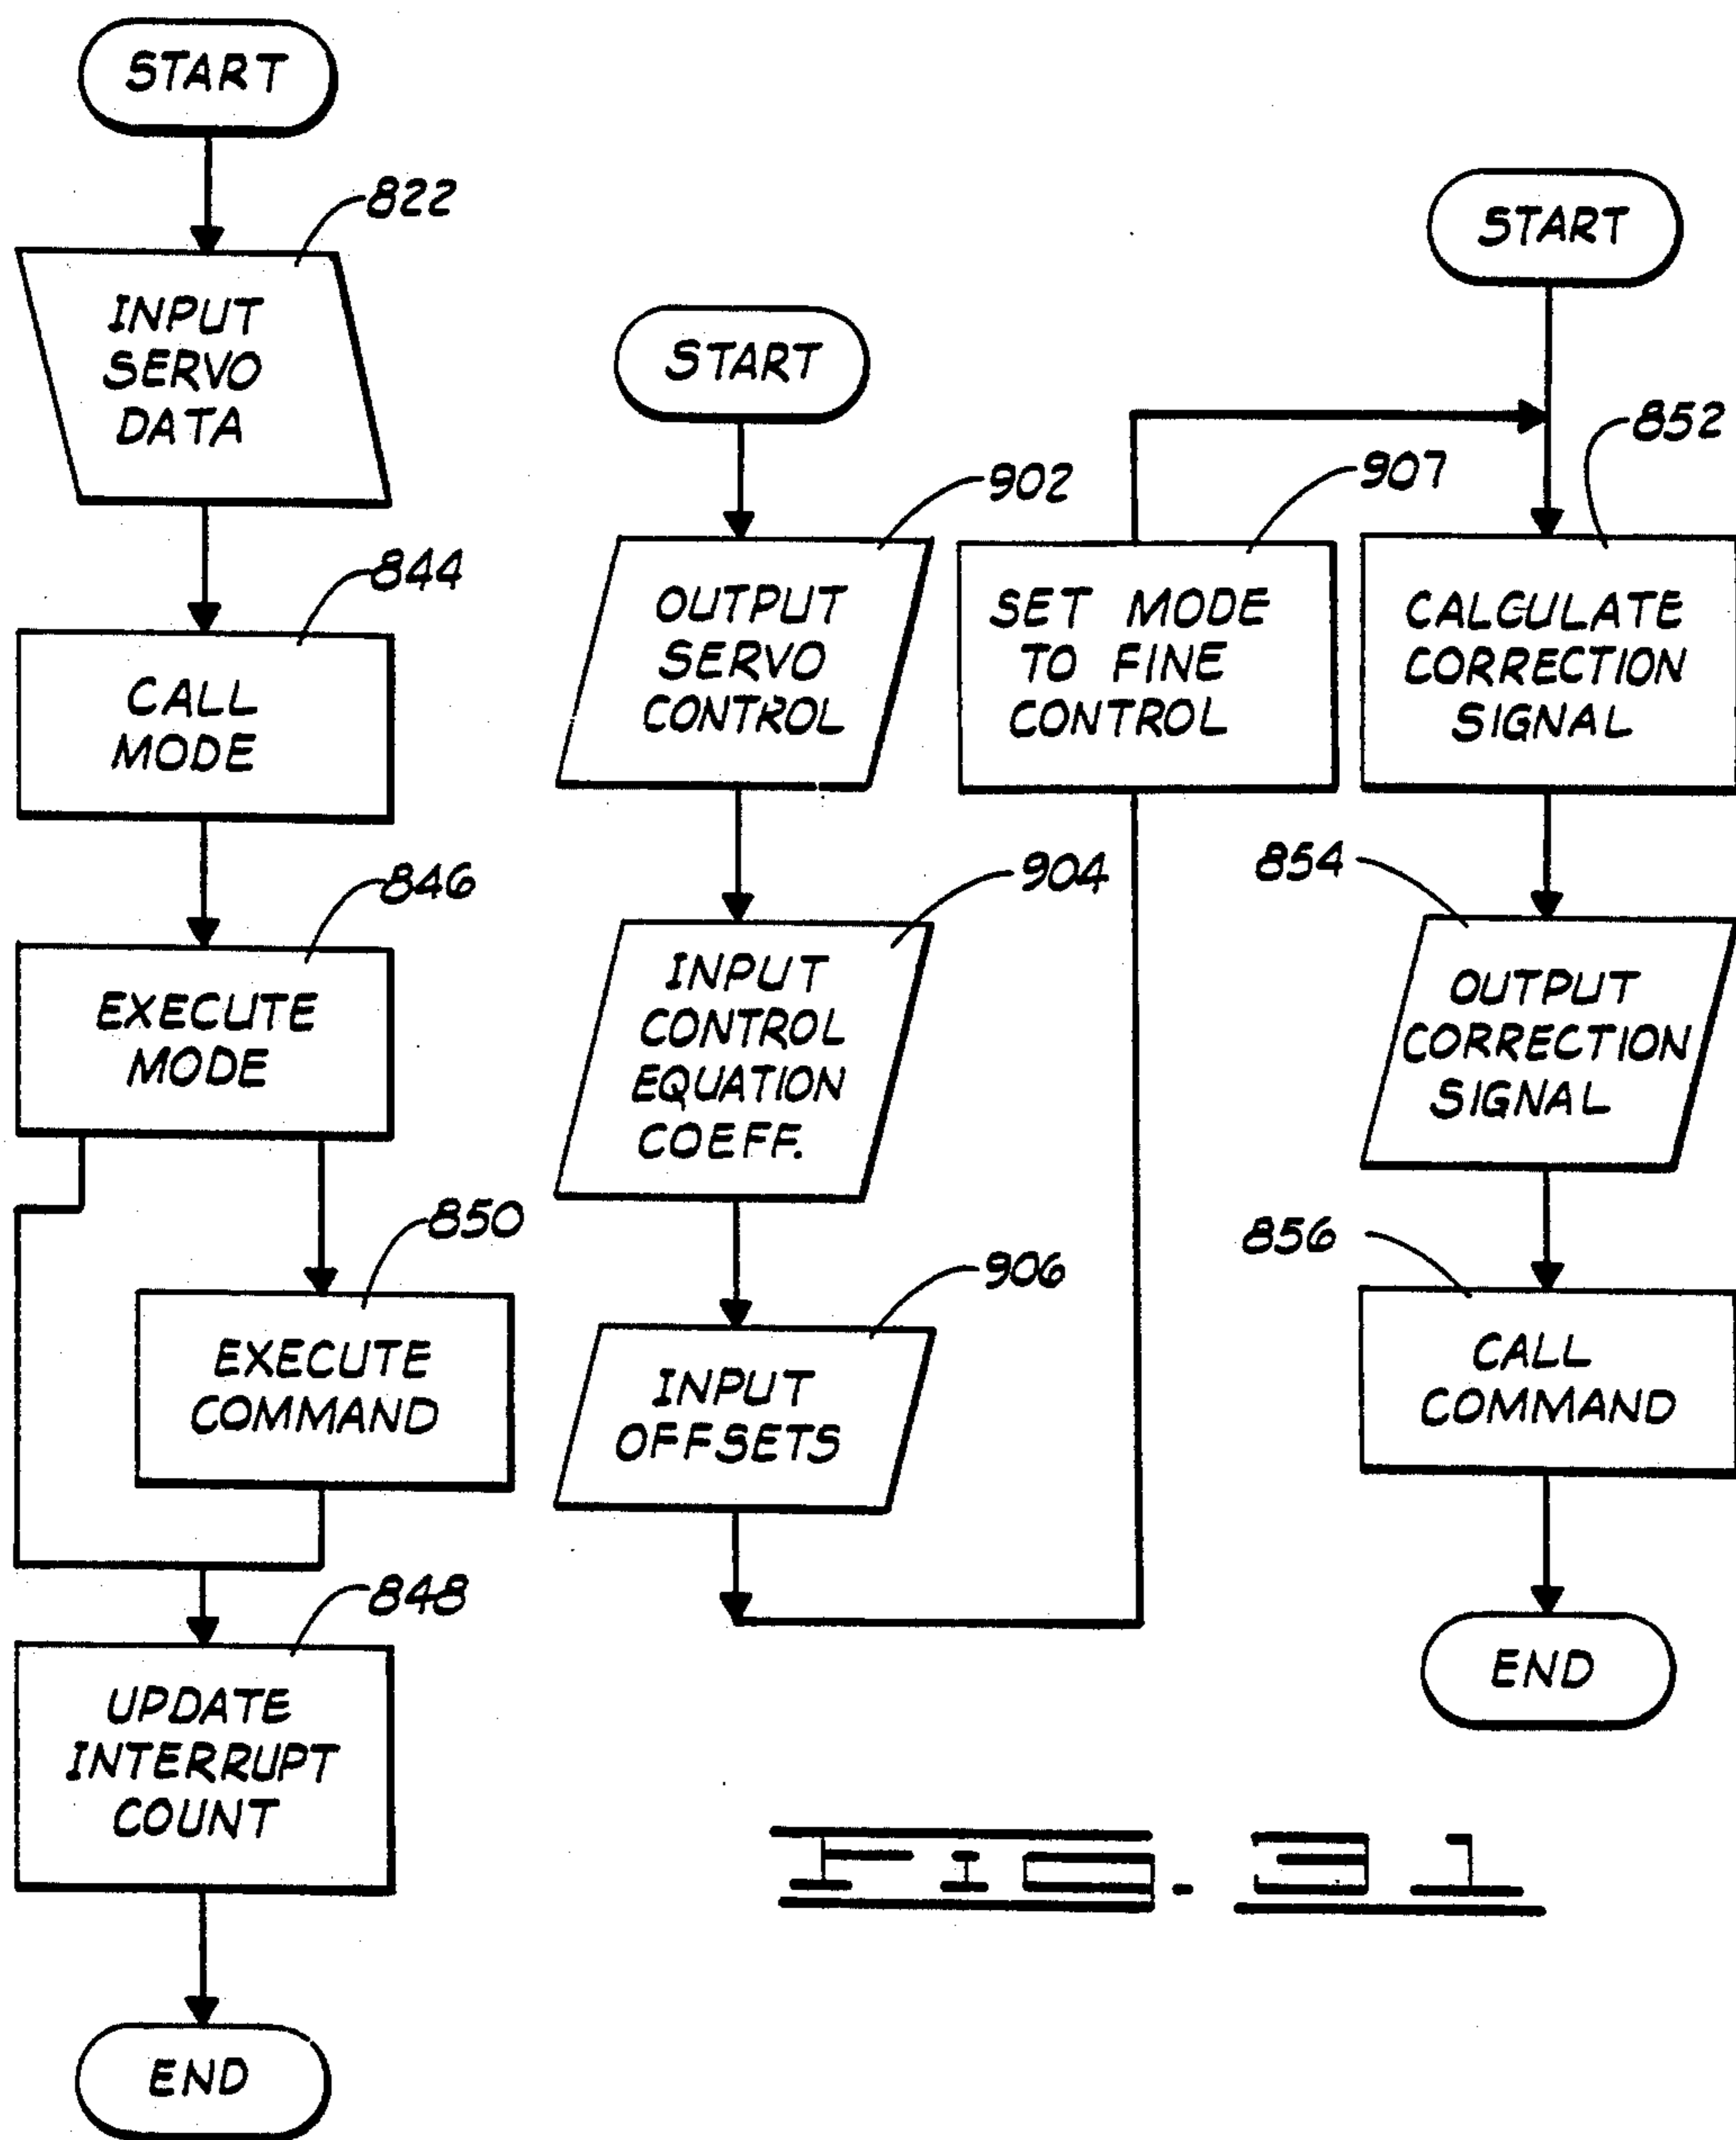 START
822
INPUT
SERVO
DATA
844
CALL
MODE
846
EXECUTE
MODE
850
EXECUTE
COMMAND
848
UPDATE
INTERRUPT
COUNT
END
START
902
OUTPUT
SERVO
CONTROL
904
INPUT
CONTROL
EQUATION
COEFF.
906
INPUT
OFFSETS
907
SET MODE
TO FINE
CONTROL
START
852
CALCULATE
CORRECTION
SIGNAL
854
OUTPUT
CORRECTION
SIGNAL
856
CALL
COMMAND
END
FIG. 31